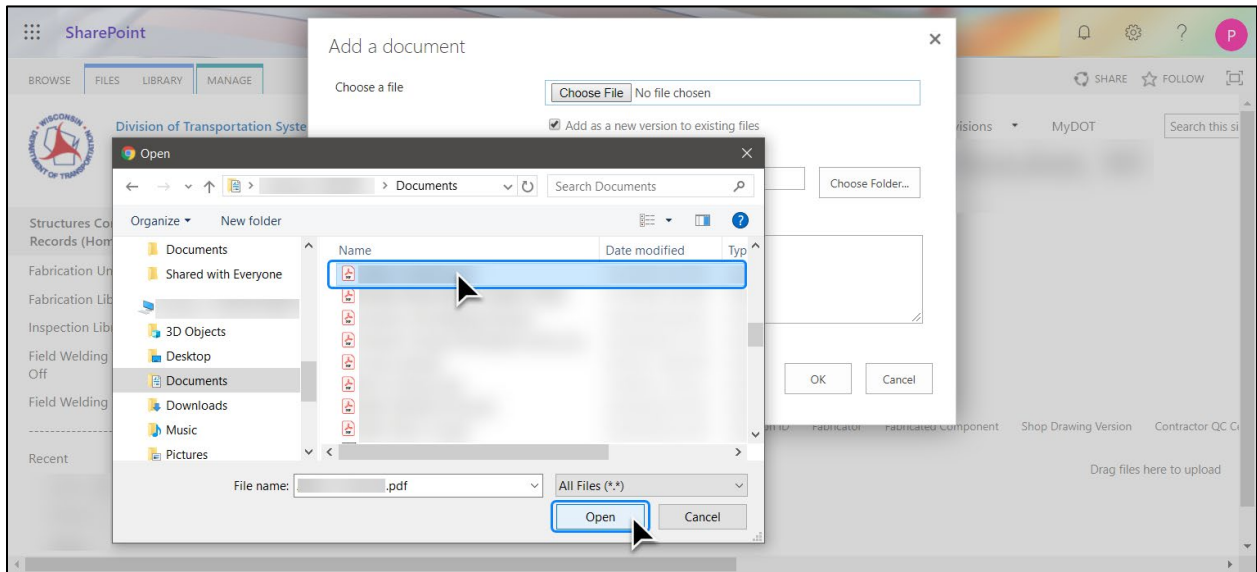 SharePoint
P
BROWSE FILES LIBRARY MANAGE
SHARE FOLLOW
Add a document
Choose a file
Choose File No file chosen
Add as a new version to existing files
Choose Folder...
OK Cancel
WISCONSIN
Division of Transportation Syste
MyDOT
Search this si
Structures Co
Records (Hom
Fabrication Un
Fabrication Lib
Inspection Lib
Field Welding
Off
Field Welding
Recent
Open
> Documents
Search Documents
Organize New folder
Documents
Shared with Everyone
3D Objects
Desktop
Documents
Downloads
Music
Pictures
Name Date modified Typ
File name: .pdf
All Files (*.*)
Open Cancel
Fabricator Fabricated Component Shop Drawing Version Contractor QC Ce
Drag files here to upload